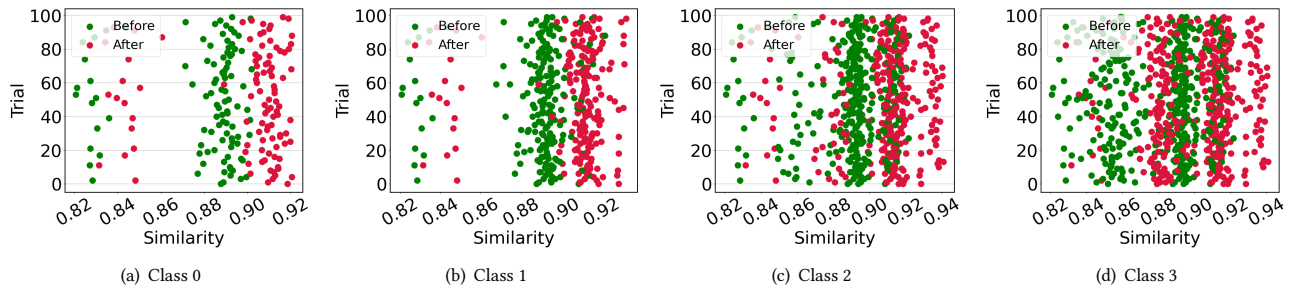 Before
After
100
80
60
40
20
0
Trial
0.82
0.84
0.86
0.88
0.90
0.92
Similarity
(a) Class 0
Before
After
100
80
60
40
20
0
Trial
0.82
0.84
0.86
0.88
0.90
0.92
Similarity
(b) Class 1
Before
After
100
80
60
40
20
0
Trial
0.82
0.84
0.86
0.88
0.90
0.92
0.94
Similarity
(c) Class 2
Before
After
100
80
60
40
20
0
Trial
0.82
0.84
0.86
0.88
0.90
0.92
0.94
Similarity
(d) Class 3